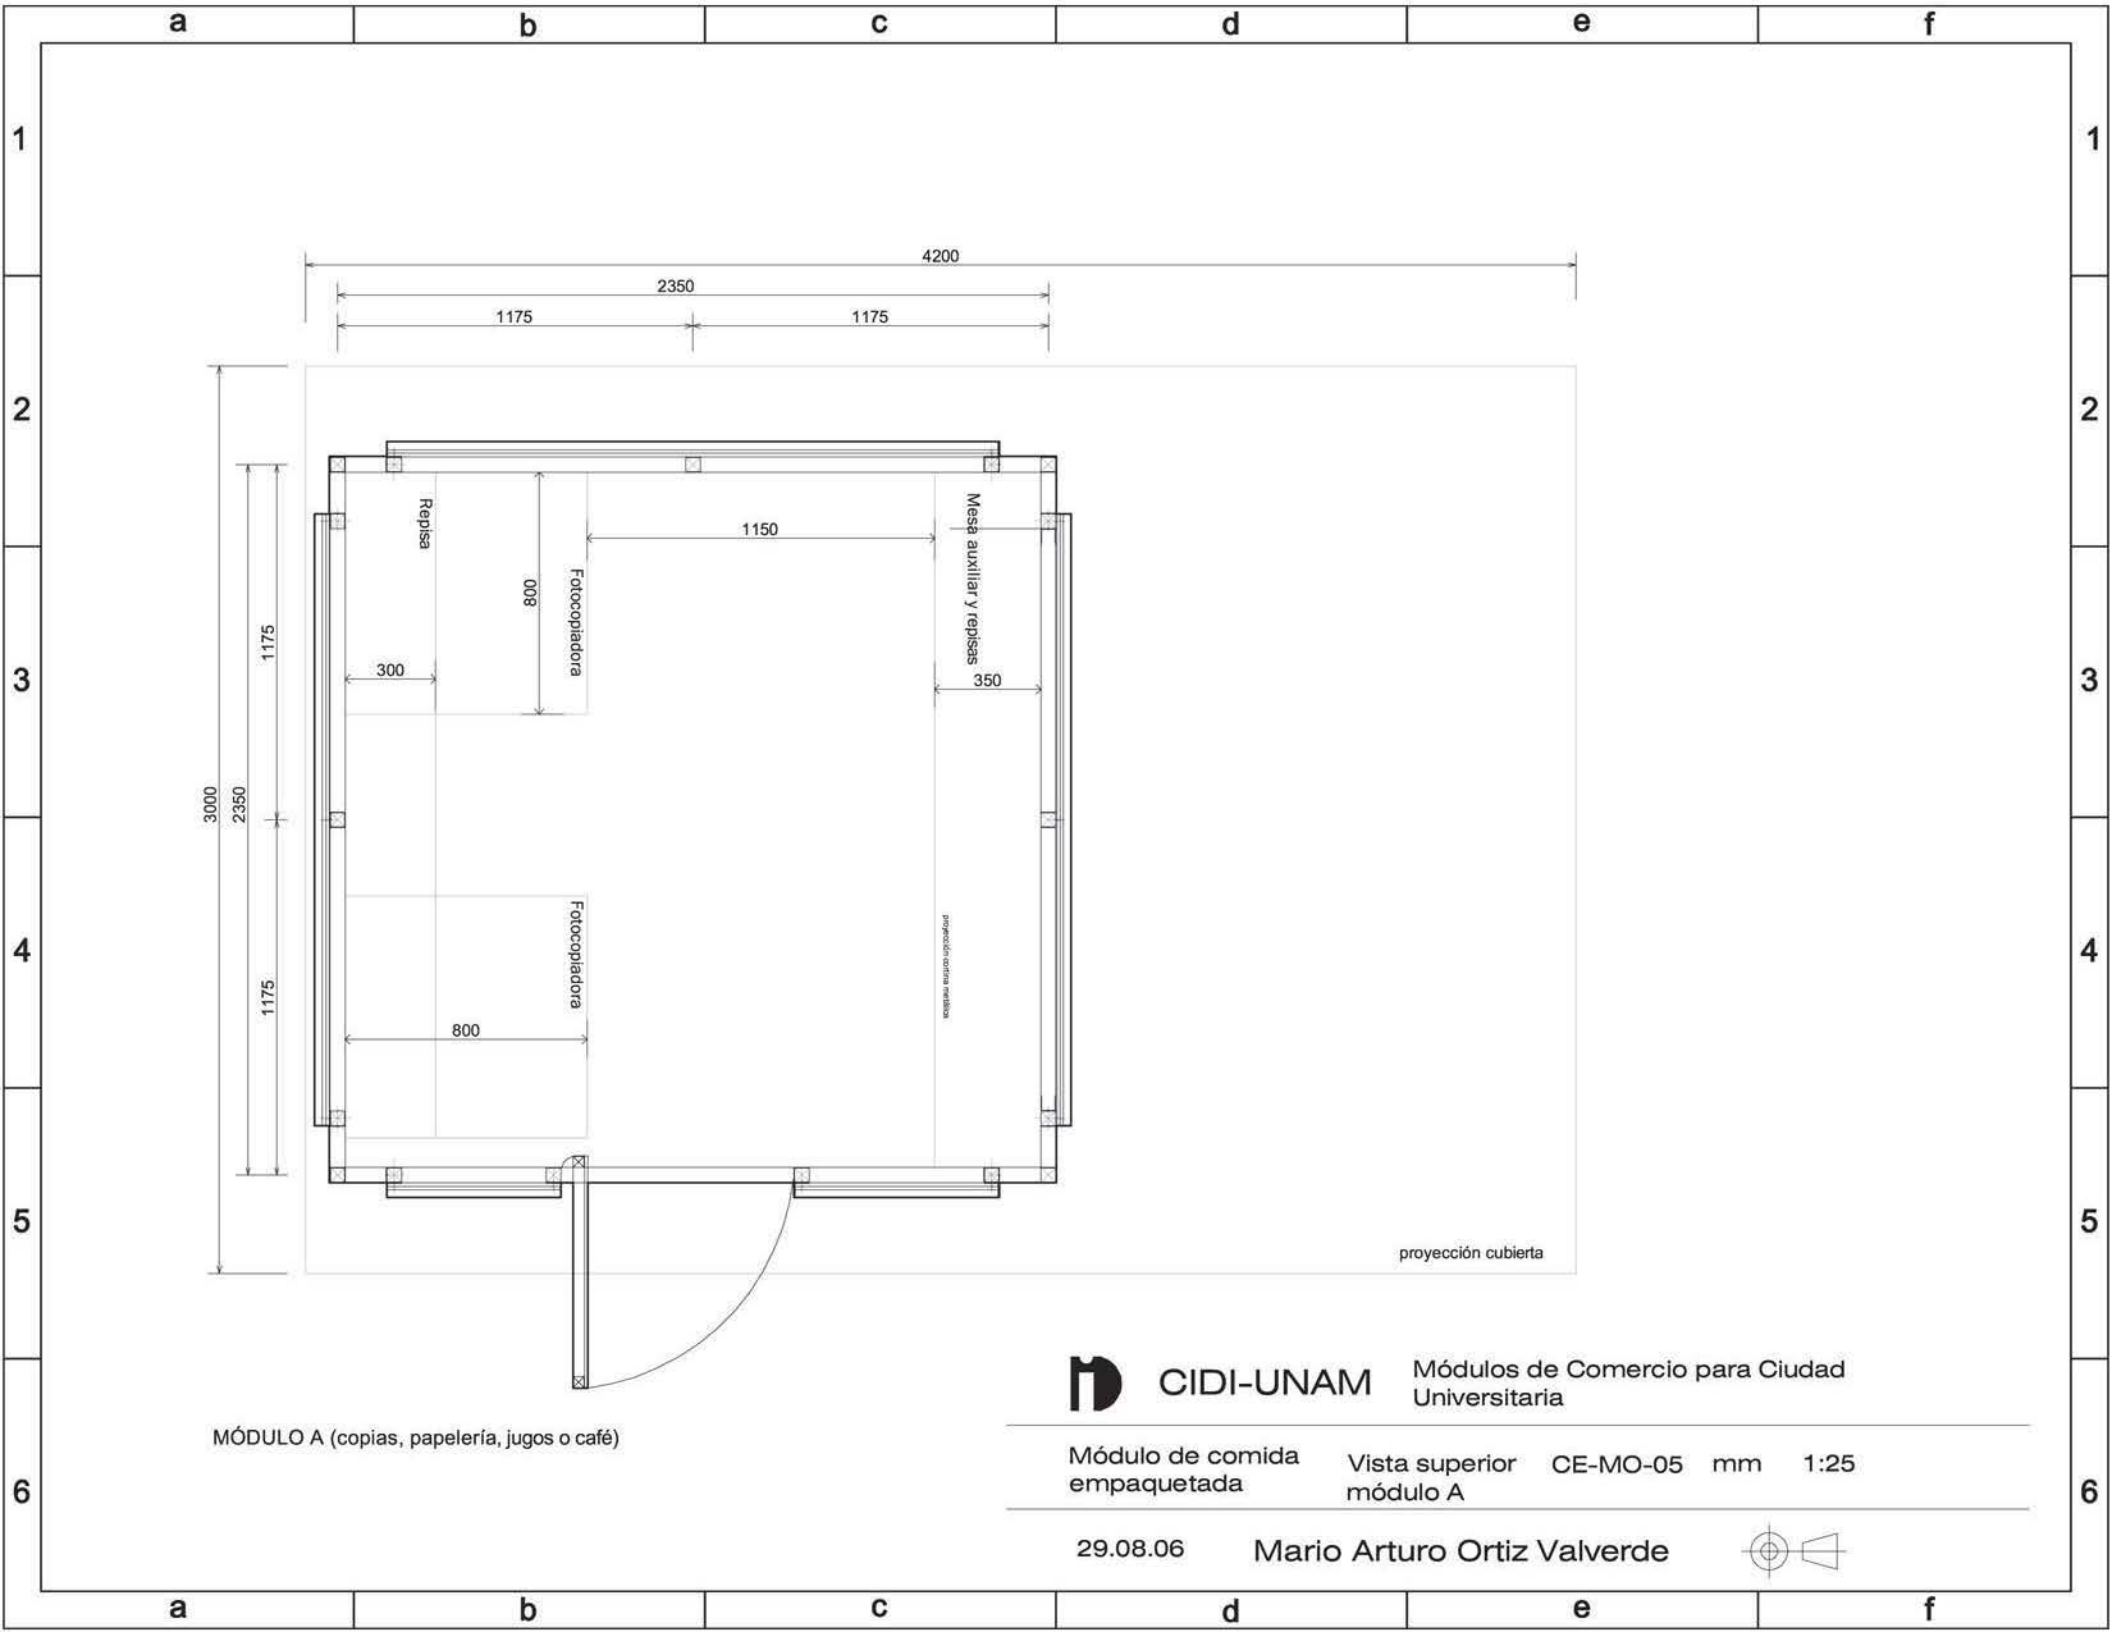 a b c d e f
1 1
4200
2350
1175 1175
2 2
Repisa
1150
Mesa auxiliar y repisas
800
Fotocopiadora
1175
3 3
300
350
3000
2350
Fotocopiadora
proyección cortina metálica
4 4
1175
800
5 5
proyección cubierta
CIDI-UNAM
Módulos de Comercio para Ciudad
Universitaria
MÓDULO A (copias, papelería, jugos o café)
Módulo de comida
empaquetada
Vista superior
módulo A
CE-MO-05 mm 1:25
6 6
29.08.06 Mario Arturo Ortiz Valverde
a b c d e f